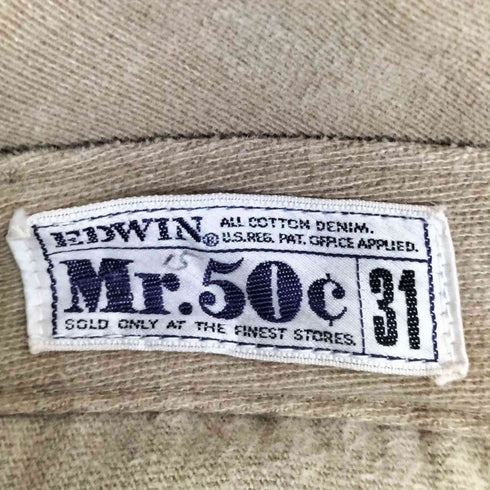 EDWIN® ALL COTTON DENIM.
U.S. REG. PAT. OFFICE APPLIED.
Mr.50¢ 31
SOLD ONLY AT THE FINEST STORES.